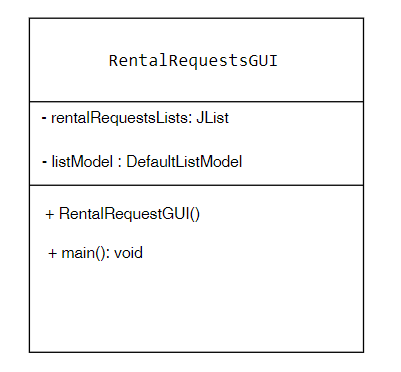 RentalRequestsGUI
- rentalRequestsLists: JList
- listModel : DefaultListModel
+ RentalRequestGUI()
+ main(): void